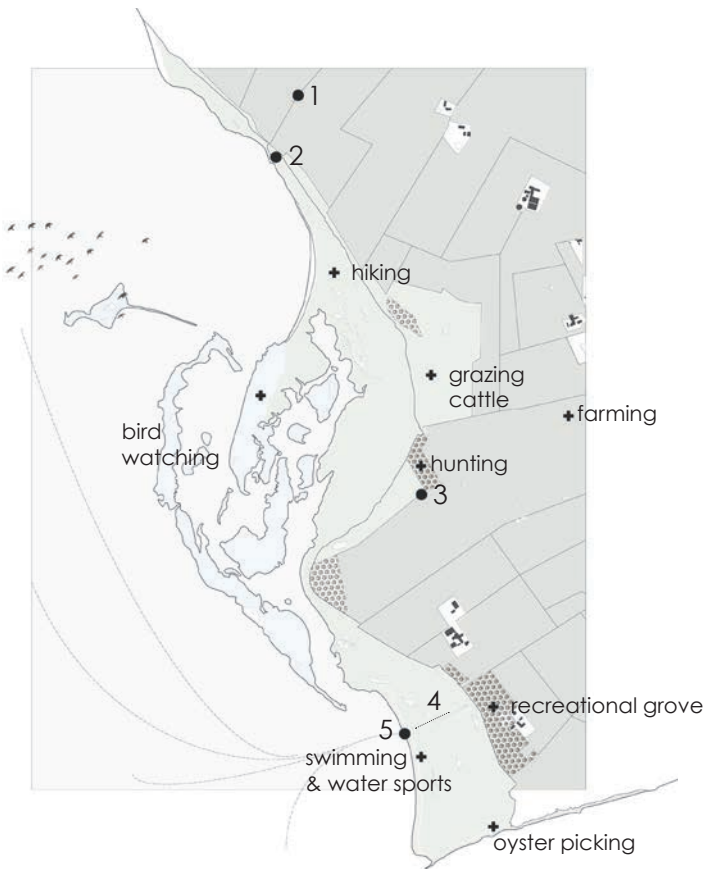 1
2
hiking
grazing
cattle
farming
bird
watching
hunting
3
4
recreational grove
5
swimming
& water sports
oyster picking